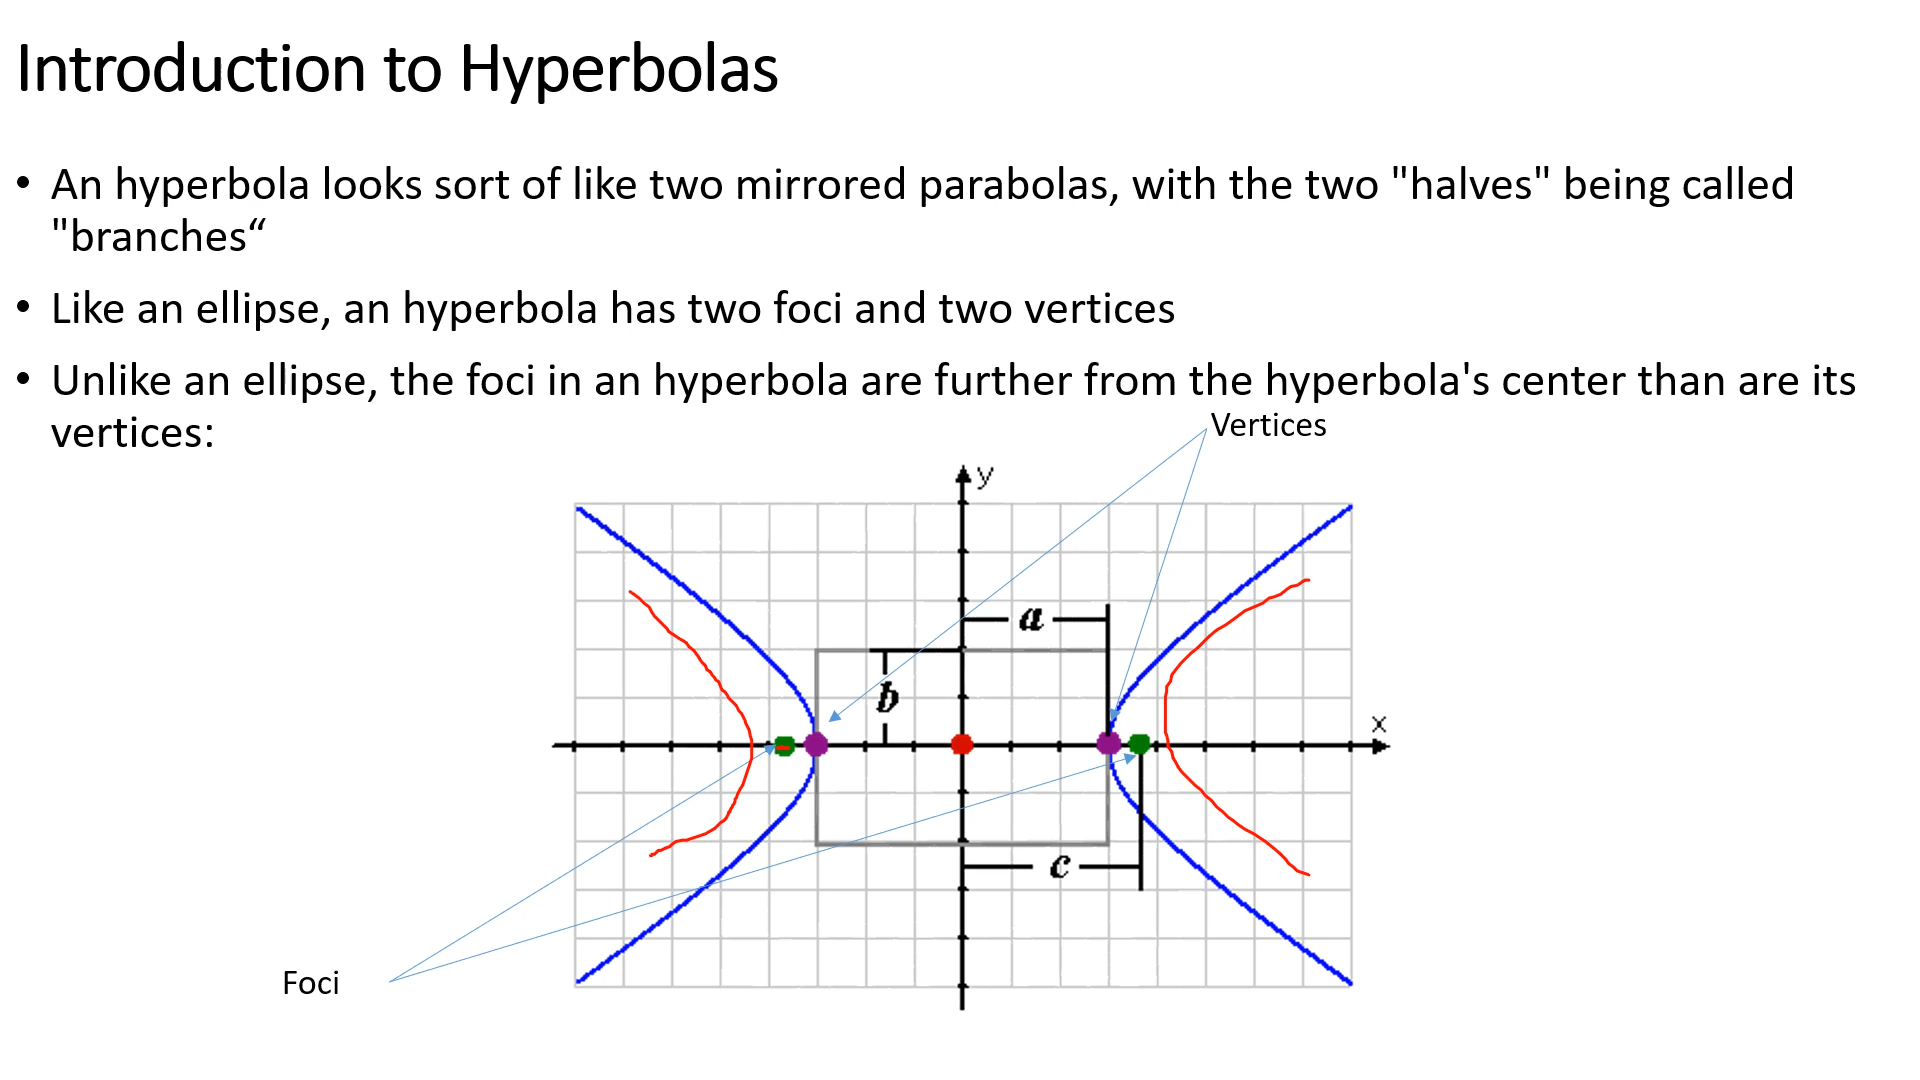 Introduction to Hyperbolas
• An hyperbola looks sort of like two mirrored parabolas, with the two "halves" being called
"branches“
• Like an ellipse, an hyperbola has two foci and two vertices
• Unlike an ellipse, the foci in an hyperbola are further from the hyperbola's center than are its
vertices:
Vertices
y
a
b
x
c
Foci